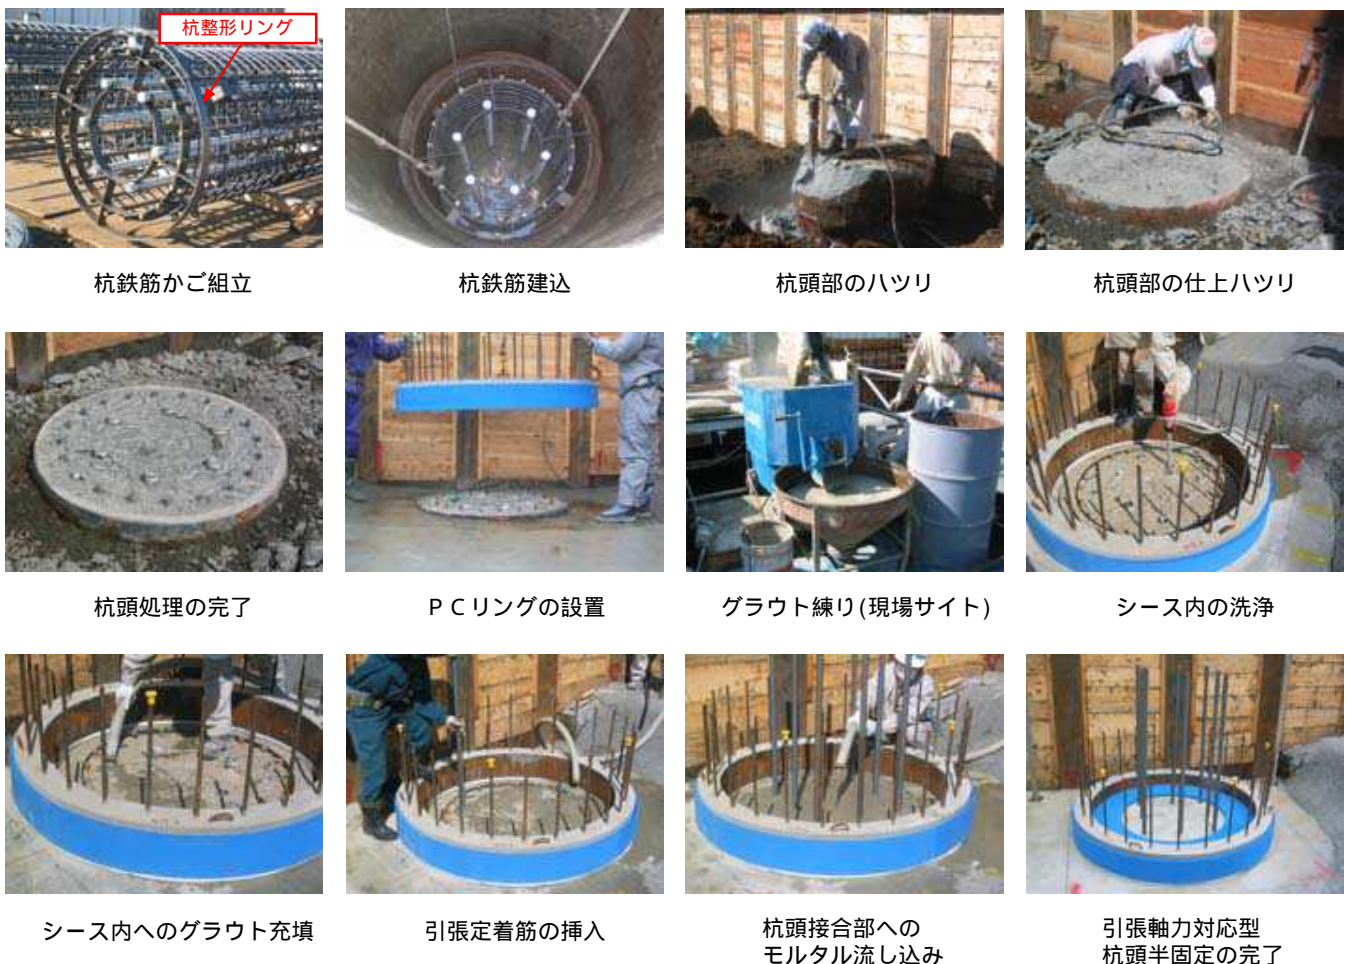 杭整形リング
杭鉄筋かご組立
杭鉄筋建込
杭頭部のハツリ
杭頭部の仕上ハツリ
杭頭処理の完了
ＰＣリングの設置
グラウト練り(現場サイト)
シース内の洗浄
シース内へのグラウト充填
引張定着筋の挿入
杭頭接合部への
モルタル流し込み
引張軸力対応型
杭頭半固定の完了